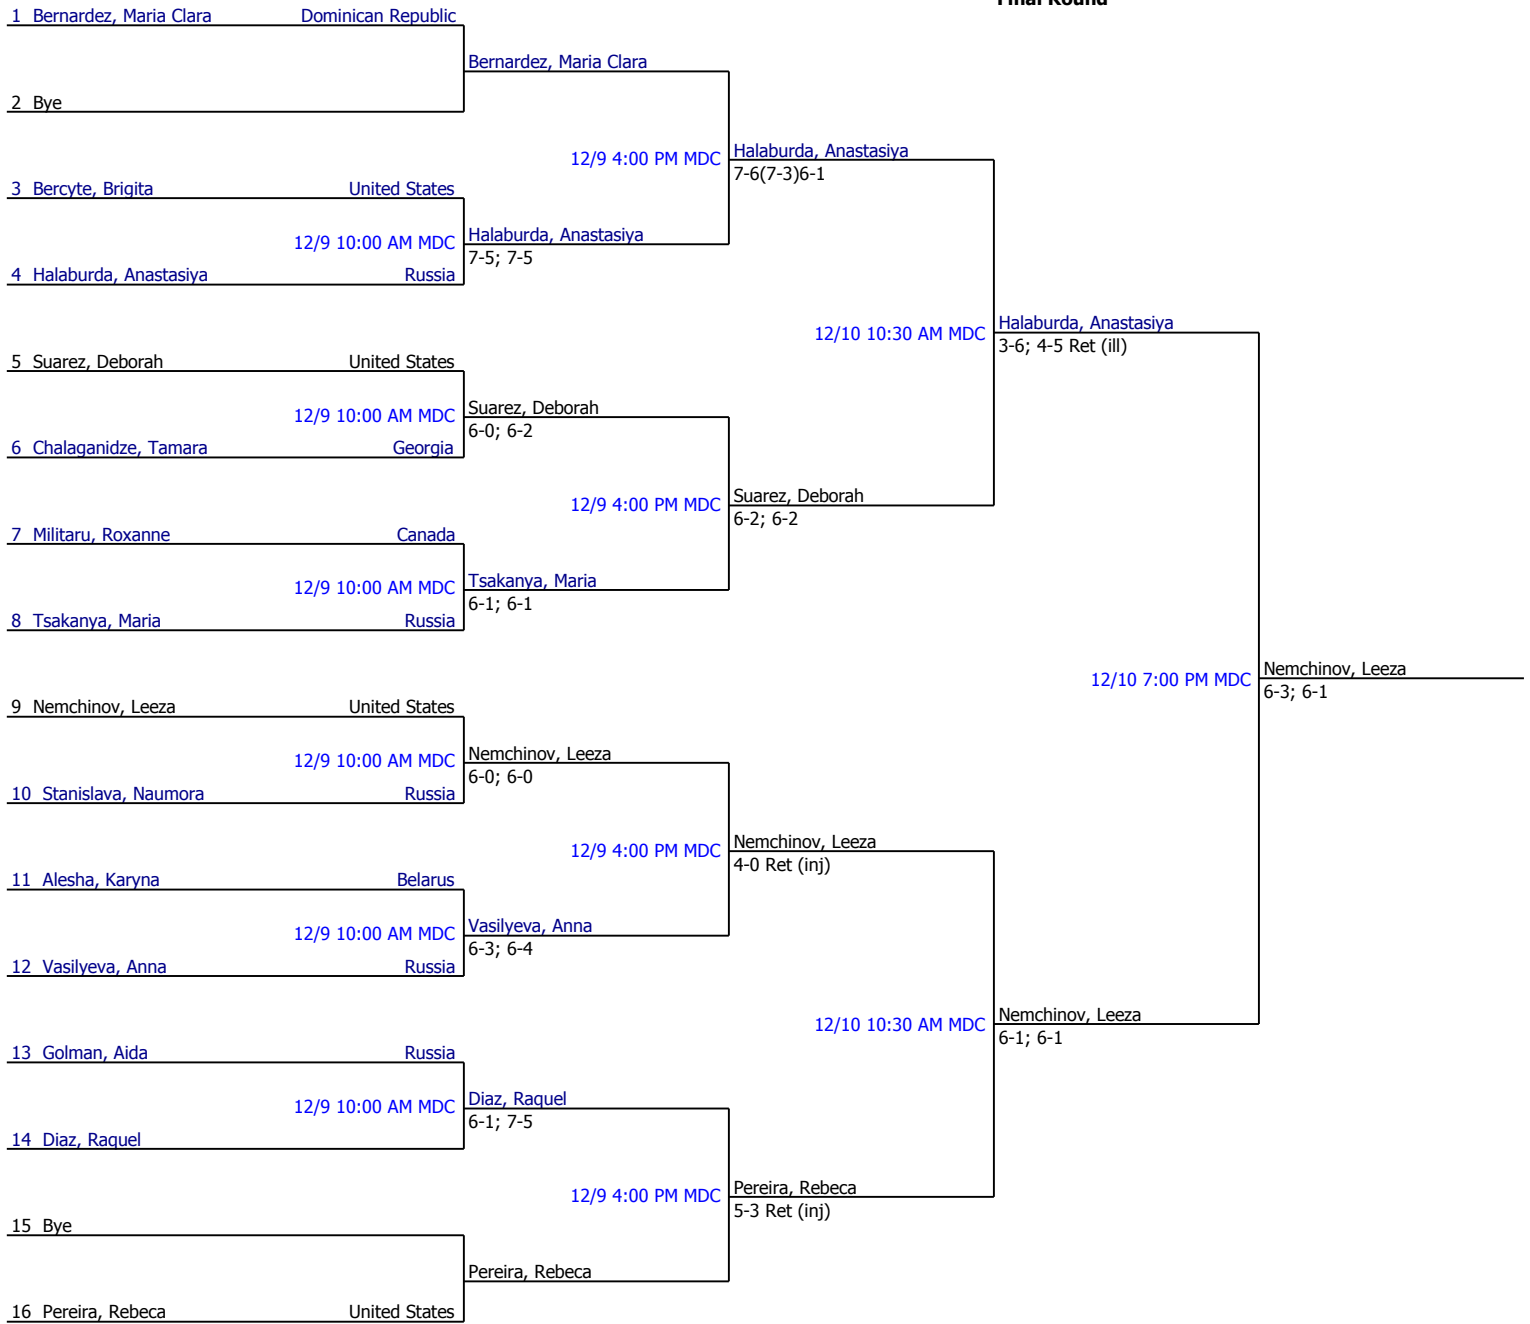 Final Round
1 Bernardez, Maria Clara Dominican Republic
Bernardez, Maria Clara
2 Bye
12/9 4:00 PM MDC Halaburda, Anastasiya
7-6(7-3)6-1
3 Bercyte, Brigita United States
12/9 10:00 AM MDC Halaburda, Anastasiya
7-5; 7-5
4 Halaburda, Anastasiya Russia
12/10 10:30 AM MDC Halaburda, Anastasiya
3-6; 4-5 Ret (ill)
5 Suarez, Deborah United States
12/9 10:00 AM MDC Suarez, Deborah
6-0; 6-2
6 Chalaganidze, Tamara Georgia
12/9 4:00 PM MDC Suarez, Deborah
6-2; 6-2
7 Militaru, Roxanne Canada
12/9 10:00 AM MDC Tsakanya, Maria
6-1; 6-1
8 Tsakanya, Maria Russia
12/10 7:00 PM MDC Nemchinov, Leeza
6-3; 6-1
9 Nemchinov, Leeza United States
12/9 10:00 AM MDC Nemchinov, Leeza
6-0; 6-0
10 Stanislava, Naumora Russia
12/9 4:00 PM MDC Nemchinov, Leeza
4-0 Ret (inj)
11 Alesha, Karyna Belarus
12/9 10:00 AM MDC Vasilyeva, Anna
6-3; 6-4
12 Vasilyeva, Anna Russia
12/10 10:30 AM MDC Nemchinov, Leeza
6-1; 6-1
13 Golman, Aida Russia
12/9 10:00 AM MDC Diaz, Raquel
6-1; 7-5
14 Diaz, Raquel
12/9 4:00 PM MDC Pereira, Rebeca
5-3 Ret (inj)
15 Bye
Pereira, Rebeca
16 Pereira, Rebeca United States